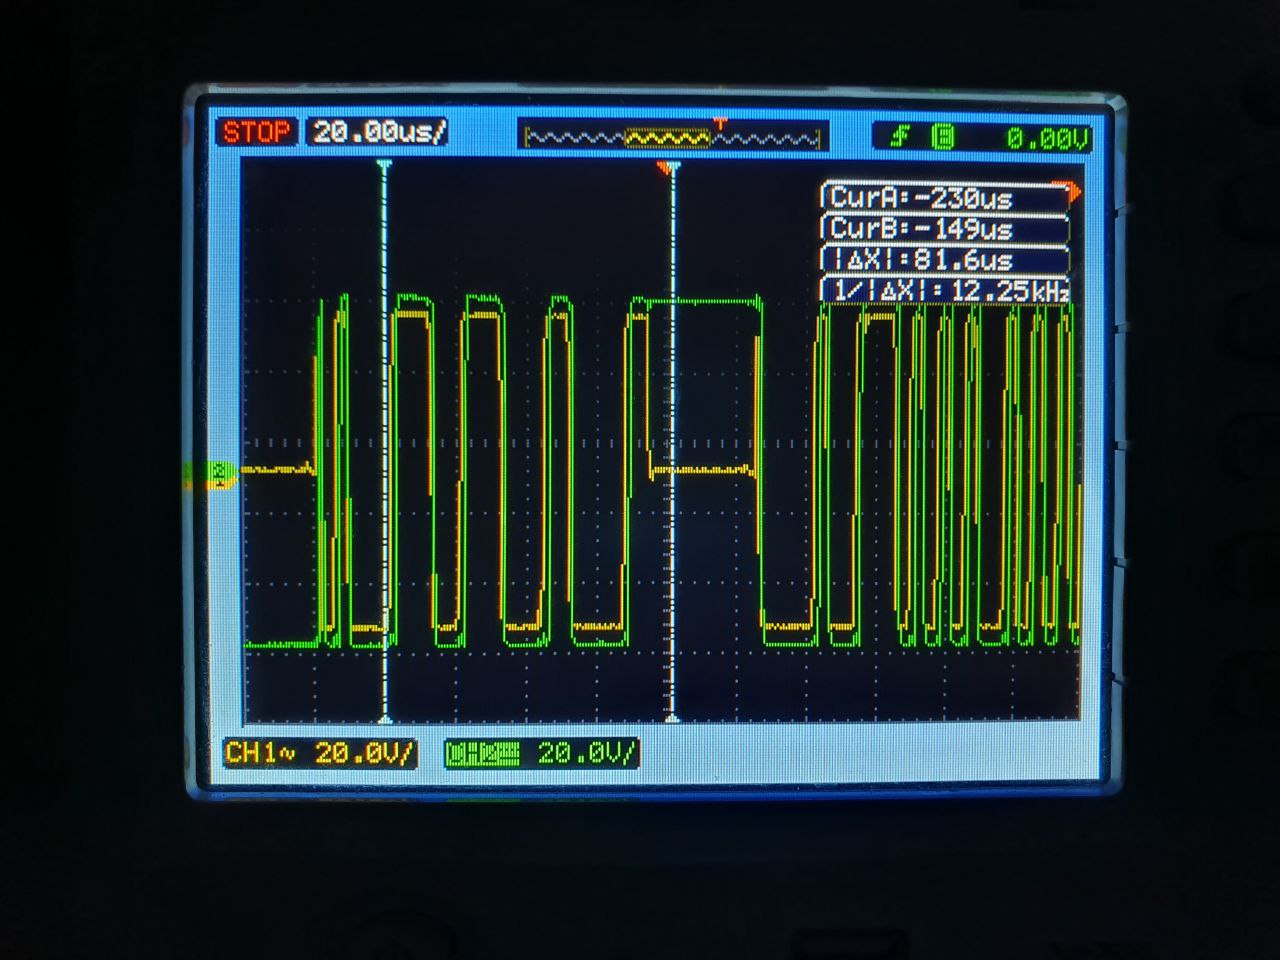 STOP 20.00us/ T 0.00V
CurA:-230us
CurB:-149us
|ΔX|:81.6us
1/|ΔX|: 12.25kHz
CH1~ 20.0V/ CH2 20.0V/